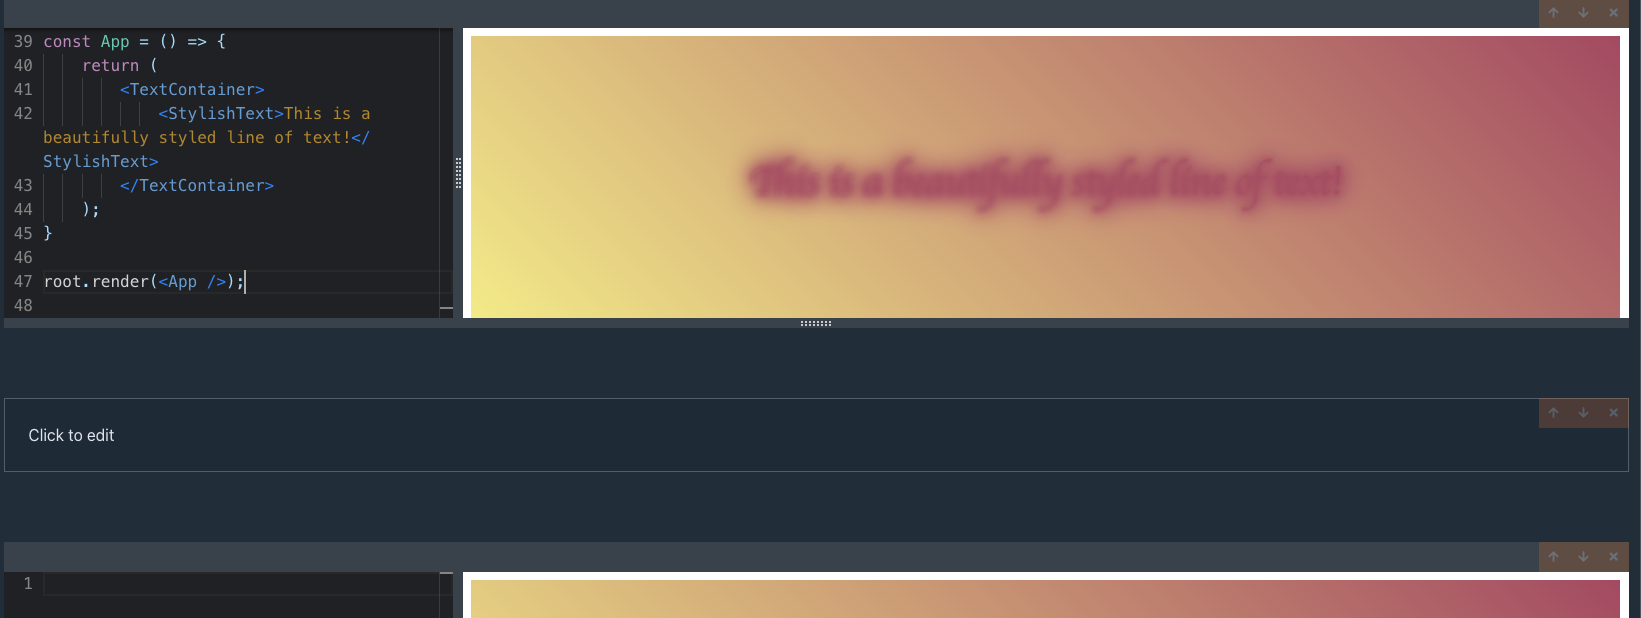 39 const App = () => {
40 return (
41 <TextContainer>
42 <StylishText>This is a
beautifully styled line of text!</
StylishText>
43 </TextContainer>
44 );
45 }
46
47 root.render(<App />);
48
This is a beautifully styled line of text!
Click to edit
1